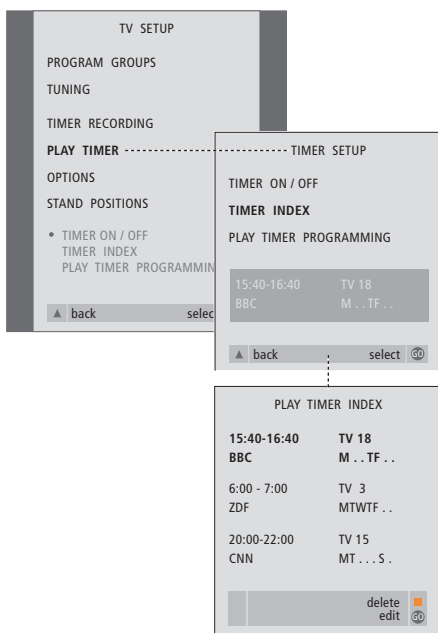 TV SETUP
PROGRAM GROUPS
TUNING
TIMER RECORDING
PLAY TIMER
OPTIONS
STAND POSITIONS
• TIMER ON / OFF
TIMER INDEX
PLAY TIMER PROGRAMMIN
▲ back selec
TIMER SETUP
TIMER ON / OFF
TIMER INDEX
PLAY TIMER PROGRAMMING
15:40-16:40 TV 18
BBC M . . TF . .
▲ back select GO
PLAY TIMER INDEX
15:40-16:40 TV 18
BBC M . . TF . .
6:00 - 7:00 TV 3
ZDF MTWTF . .
20:00-22:00 TV 15
CNN MT . . . S .
delete
edit GO